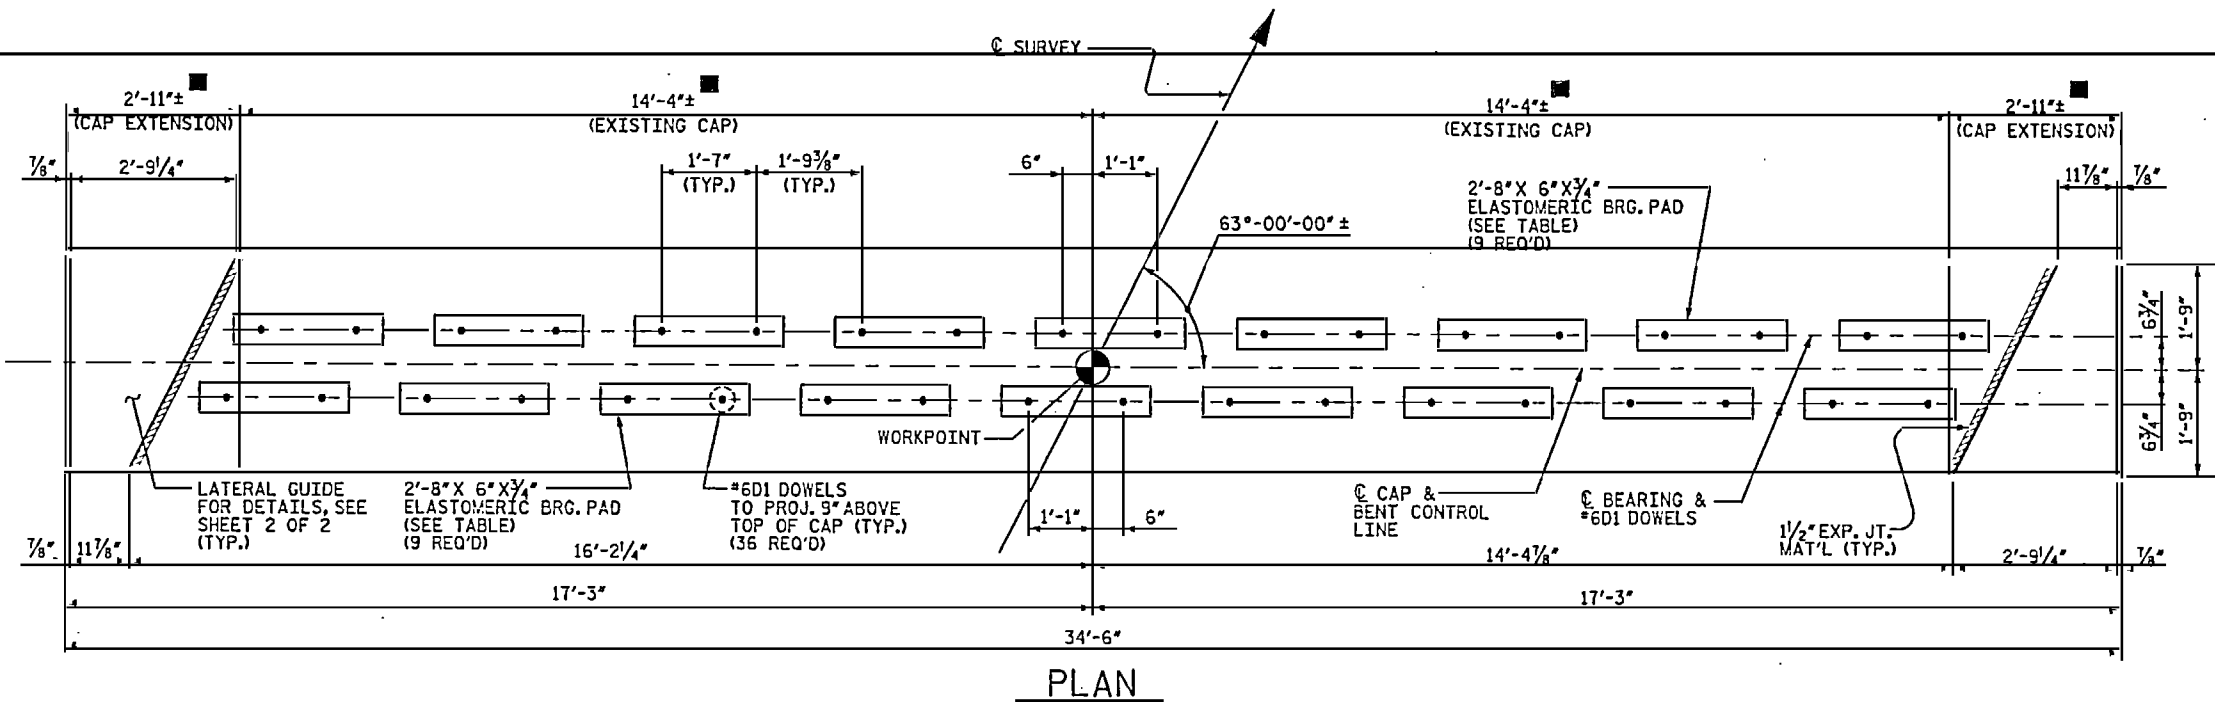 ℄ SURVEY
2'-11"±
(CAP EXTENSION)
14'-4"±
(EXISTING CAP)
14'-4"±
(EXISTING CAP)
2'-11"±
(CAP EXTENSION)
7/8"
2'-9 1/4"
1'-7"
(TYP.)
1'-9 3/8"
(TYP.)
6"
1'-1"
63°-00'-00" ±
2'-8" X 6" X 3/4"
ELASTOMERIC BRG. PAD
(SEE TABLE)
(9 REQ'D)
11 7/8"
7/8"
6 3/4"
1'-9"
6 3/4"
1'-9"
WORKPOINT
LATERAL GUIDE
FOR DETAILS, SEE
SHEET 2 OF 2
(TYP.)
2'-8" X 6" X 3/4"
ELASTOMERIC BRG. PAD
(SEE TABLE)
(9 REQ'D)
#6D1 DOWELS
TO PROJ. 9" ABOVE
TOP OF CAP (TYP.)
(36 REQ'D)
1'-1"
6"
℄ CAP &
BENT CONTROL
LINE
℄ BEARING &
#6D1 DOWELS
1 1/2" EXP. JT.
MAT'L (TYP.)
7/8"
11 7/8"
16'-2 1/4"
14'-4 7/8"
2'-9 1/4"
7/8"
17'-3"
17'-3"
34'-6"
PLAN